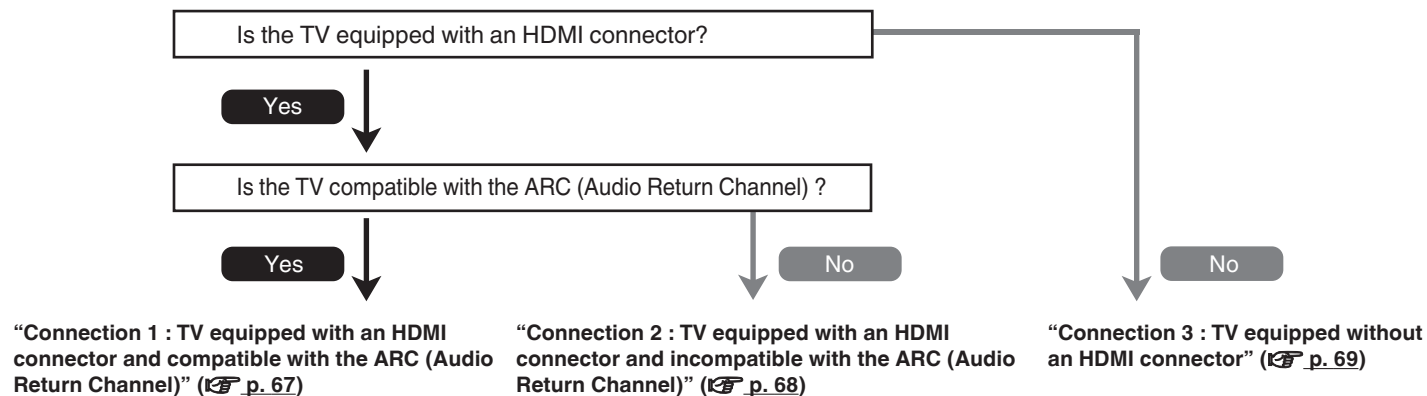 Is the TV equipped with an HDMI connector?
Yes
Is the TV compatible with the ARC (Audio Return Channel) ?
Yes
No
No
“Connection 1 : TV equipped with an HDMI
connector and compatible with the ARC (Audio
Return Channel)” (☞ p. 67)
“Connection 2 : TV equipped with an HDMI
connector and incompatible with the ARC (Audio
Return Channel)” (☞ p. 68)
“Connection 3 : TV equipped without
an HDMI connector” (☞ p. 69)